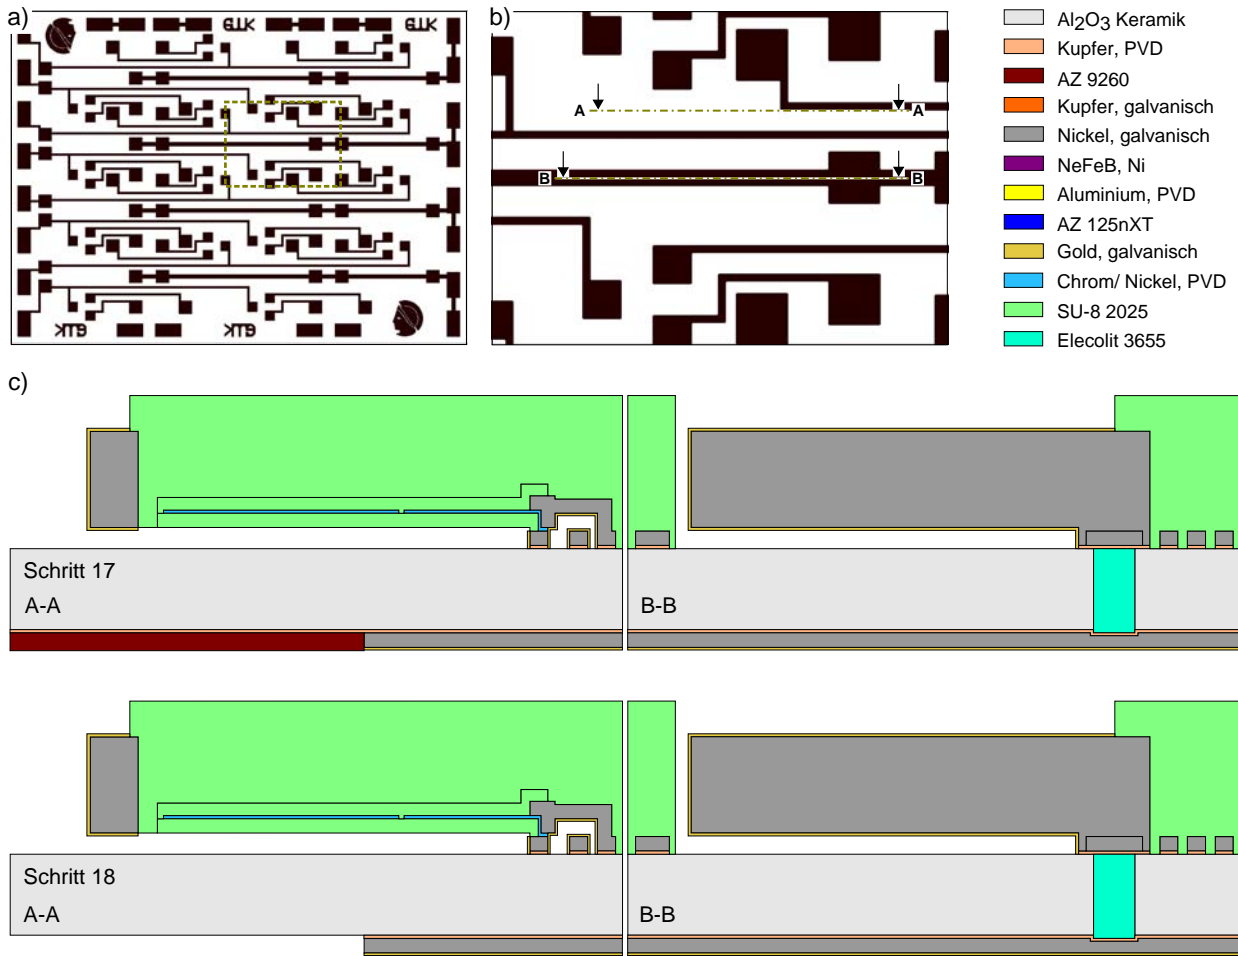 a)
b)
A
A
B
B
Al₂O₃ Keramik
Kupfer, PVD
AZ 9260
Kupfer, galvanisch
Nickel, galvanisch
NeFeB, Ni
Aluminium, PVD
AZ 125nXT
Gold, galvanisch
Chrom/ Nickel, PVD
SU-8 2025
Elecolit 3655
c)
Schritt 17
A-A
B-B
Schritt 18
A-A
B-B